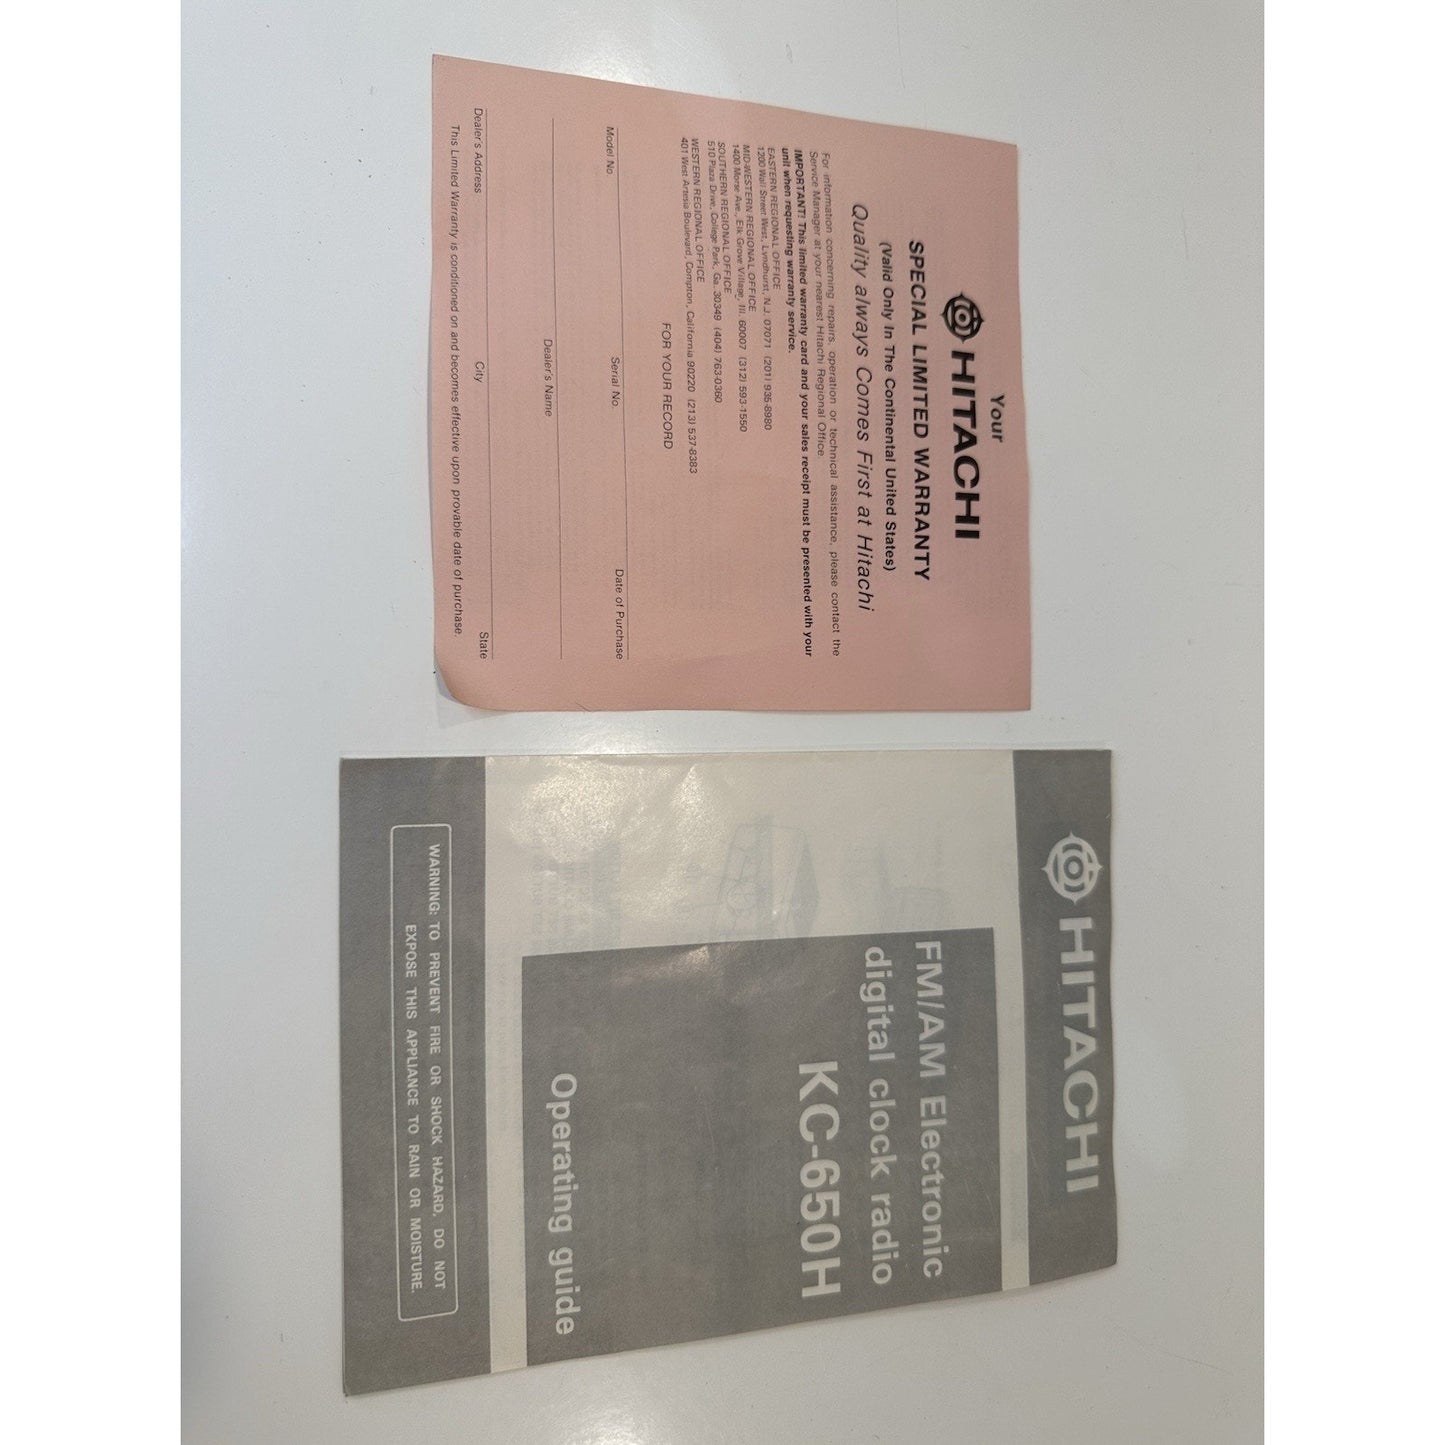 Your
HITACHI
SPECIAL LIMITED WARRANTY
(Valid Only In The Continental United States)
Quality always Comes First at Hitachi
For information concerning repairs, operation or technical assistance, please contact the
Service Manager at your nearest Hitachi Regional Office.
IMPORTANT! This limited warranty card and your sales receipt must be presented with your
unit when requesting warranty service.
EASTERN REGIONAL OFFICE
1200 Wall Street West, Lyndhurst, N.J. 07071 (201) 935-8980
MID-WESTERN REGIONAL OFFICE
1400 Morse Ave., Elk Grove Village, Ill. 60007 (312) 593-1550
SOUTHERN REGIONAL OFFICE
510 Plaza Drive, College Park, Ga. 30349 (404) 763-0360
WESTERN REGIONAL OFFICE
401 West Artesia Boulevard, Compton, California 90220 (213) 537-8383
FOR YOUR RECORD
Model No. Serial No. Date of Purchase
Dealer's Name
Dealer's Address City State
This Limited Warranty is conditioned on and becomes effective upon provable date of purchase.
HITACHI
FM/AM Electronic
digital clock radio
KC-650H
Operating guide
WARNING: TO PREVENT FIRE OR SHOCK HAZARD, DO NOT
EXPOSE THIS APPLIANCE TO RAIN OR MOISTURE.